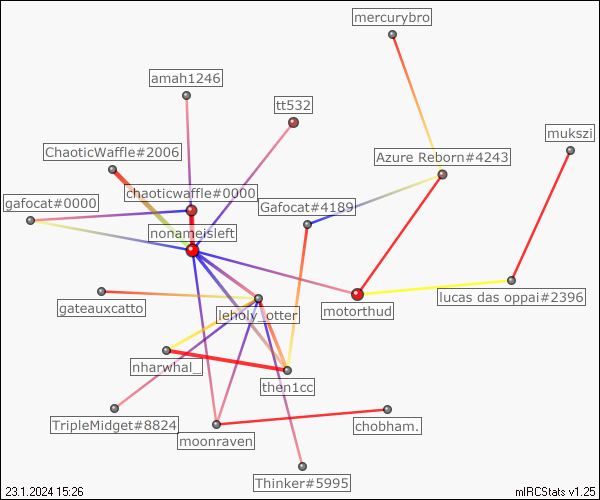 mercurybro
amah1246
tt532
mukszi
ChaoticWaffle#2006
Azure Reborn#4243
chaoticwaffle#0000
gafocat#0000
Gafocat#4189
nonameisleft
lucas das oppai#2396
gateauxcatto
leholy_otter
motorthud
nharwhal_
then1cc
TripleMidget#8824
chobham.
moonraven
Thinker#5995
23.1.2024 15:26
mIRCStats v1.25